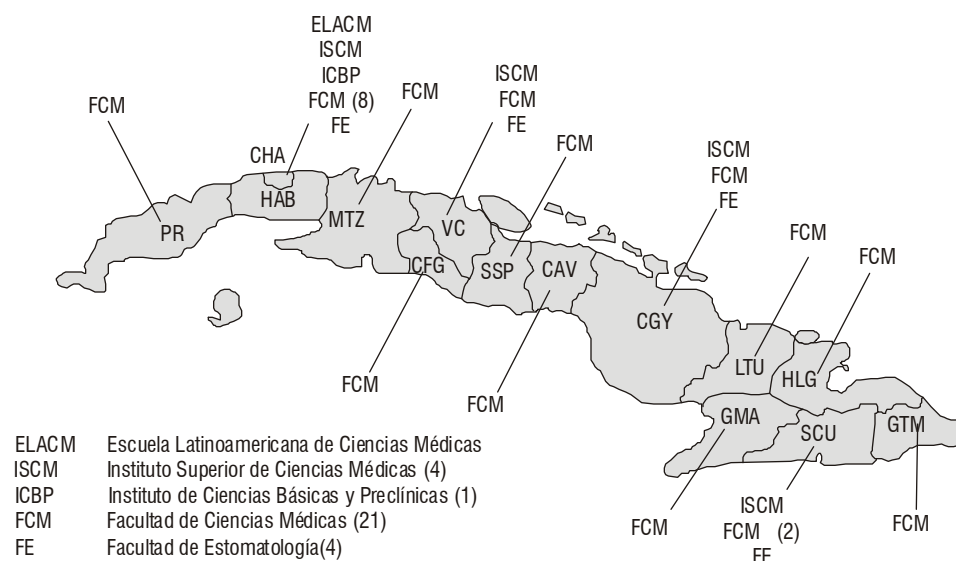 ELACM
ISCM
ICBP
FCM (8)
FE
FCM
FCM
ISCM
FCM
FE
FCM
ISCM
FCM
FE
FCM
FCM
CHA
HAB
PR
MTZ
VC
CFG
SSP
CAV
CGY
LTU
HLG
GMA
SCU
GTM
FCM
FCM
FCM
ISCM
FCM (2)
FE
FCM
ELACM Escuela Latinoamericana de Ciencias Médicas
ISCM Instituto Superior de Ciencias Médicas (4)
ICBP Instituto de Ciencias Básicas y Preclínicas (1)
FCM Facultad de Ciencias Médicas (21)
FE Facultad de Estomatología(4)